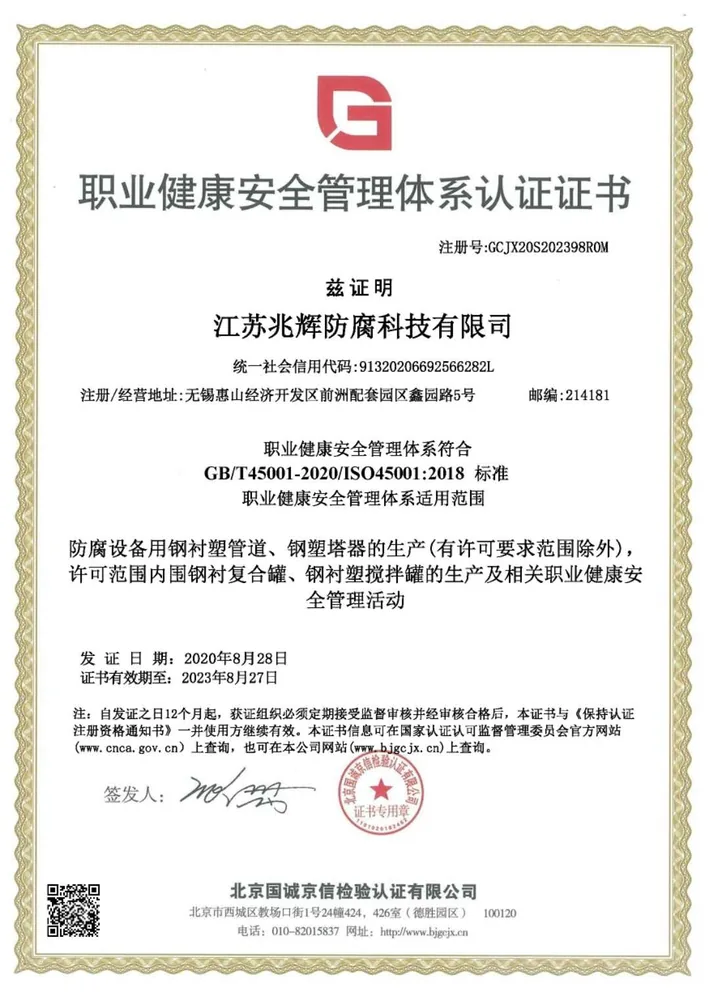 职业健康安全管理体系认证证书
注册号:GCJX20S202398R0M
兹证明
江苏兆辉防腐科技有限司
统一社会信用代码:91320206692566282L
注册/经营地址:无锡惠山经济开发区前洲配套园区鑫园路5号 邮编:214181
职业健康安全管理体系符合
GB/T45001-2020/ISO45001:2018 标准
职业健康安全管理体系适用范围
防腐设备用钢衬塑管道、钢塑塔器的生产(有许可要求范围除外),
许可范围内围钢衬复合罐、钢衬塑搅拌罐的生产及相关职业健康安
全管理活动
发 证 日 期: 2020年8月28日
证书有效期至: 2023年8月27日
注: 自发证之日12个月起, 获证组织必须定期接受监督审核并经审核合格后, 本证书与《保持认证
注册资格通知书》一并使用方继续有效。本证书信息可在国家认证认可监督管理委员会官方网站
(www.cnca.gov.cn) 上查询, 也可在本公司网站(www.bjgcjx.cn)上查询。
签发人:
北京国诚京信检验认证有限公司
证书专用章
北京国诚京信检验认证有限公司
北京市西城区教场口街1号24幢424, 426室 (德胜园区) 100120
电话: 010-82015837 网址: http://www.bjgcjx.cn